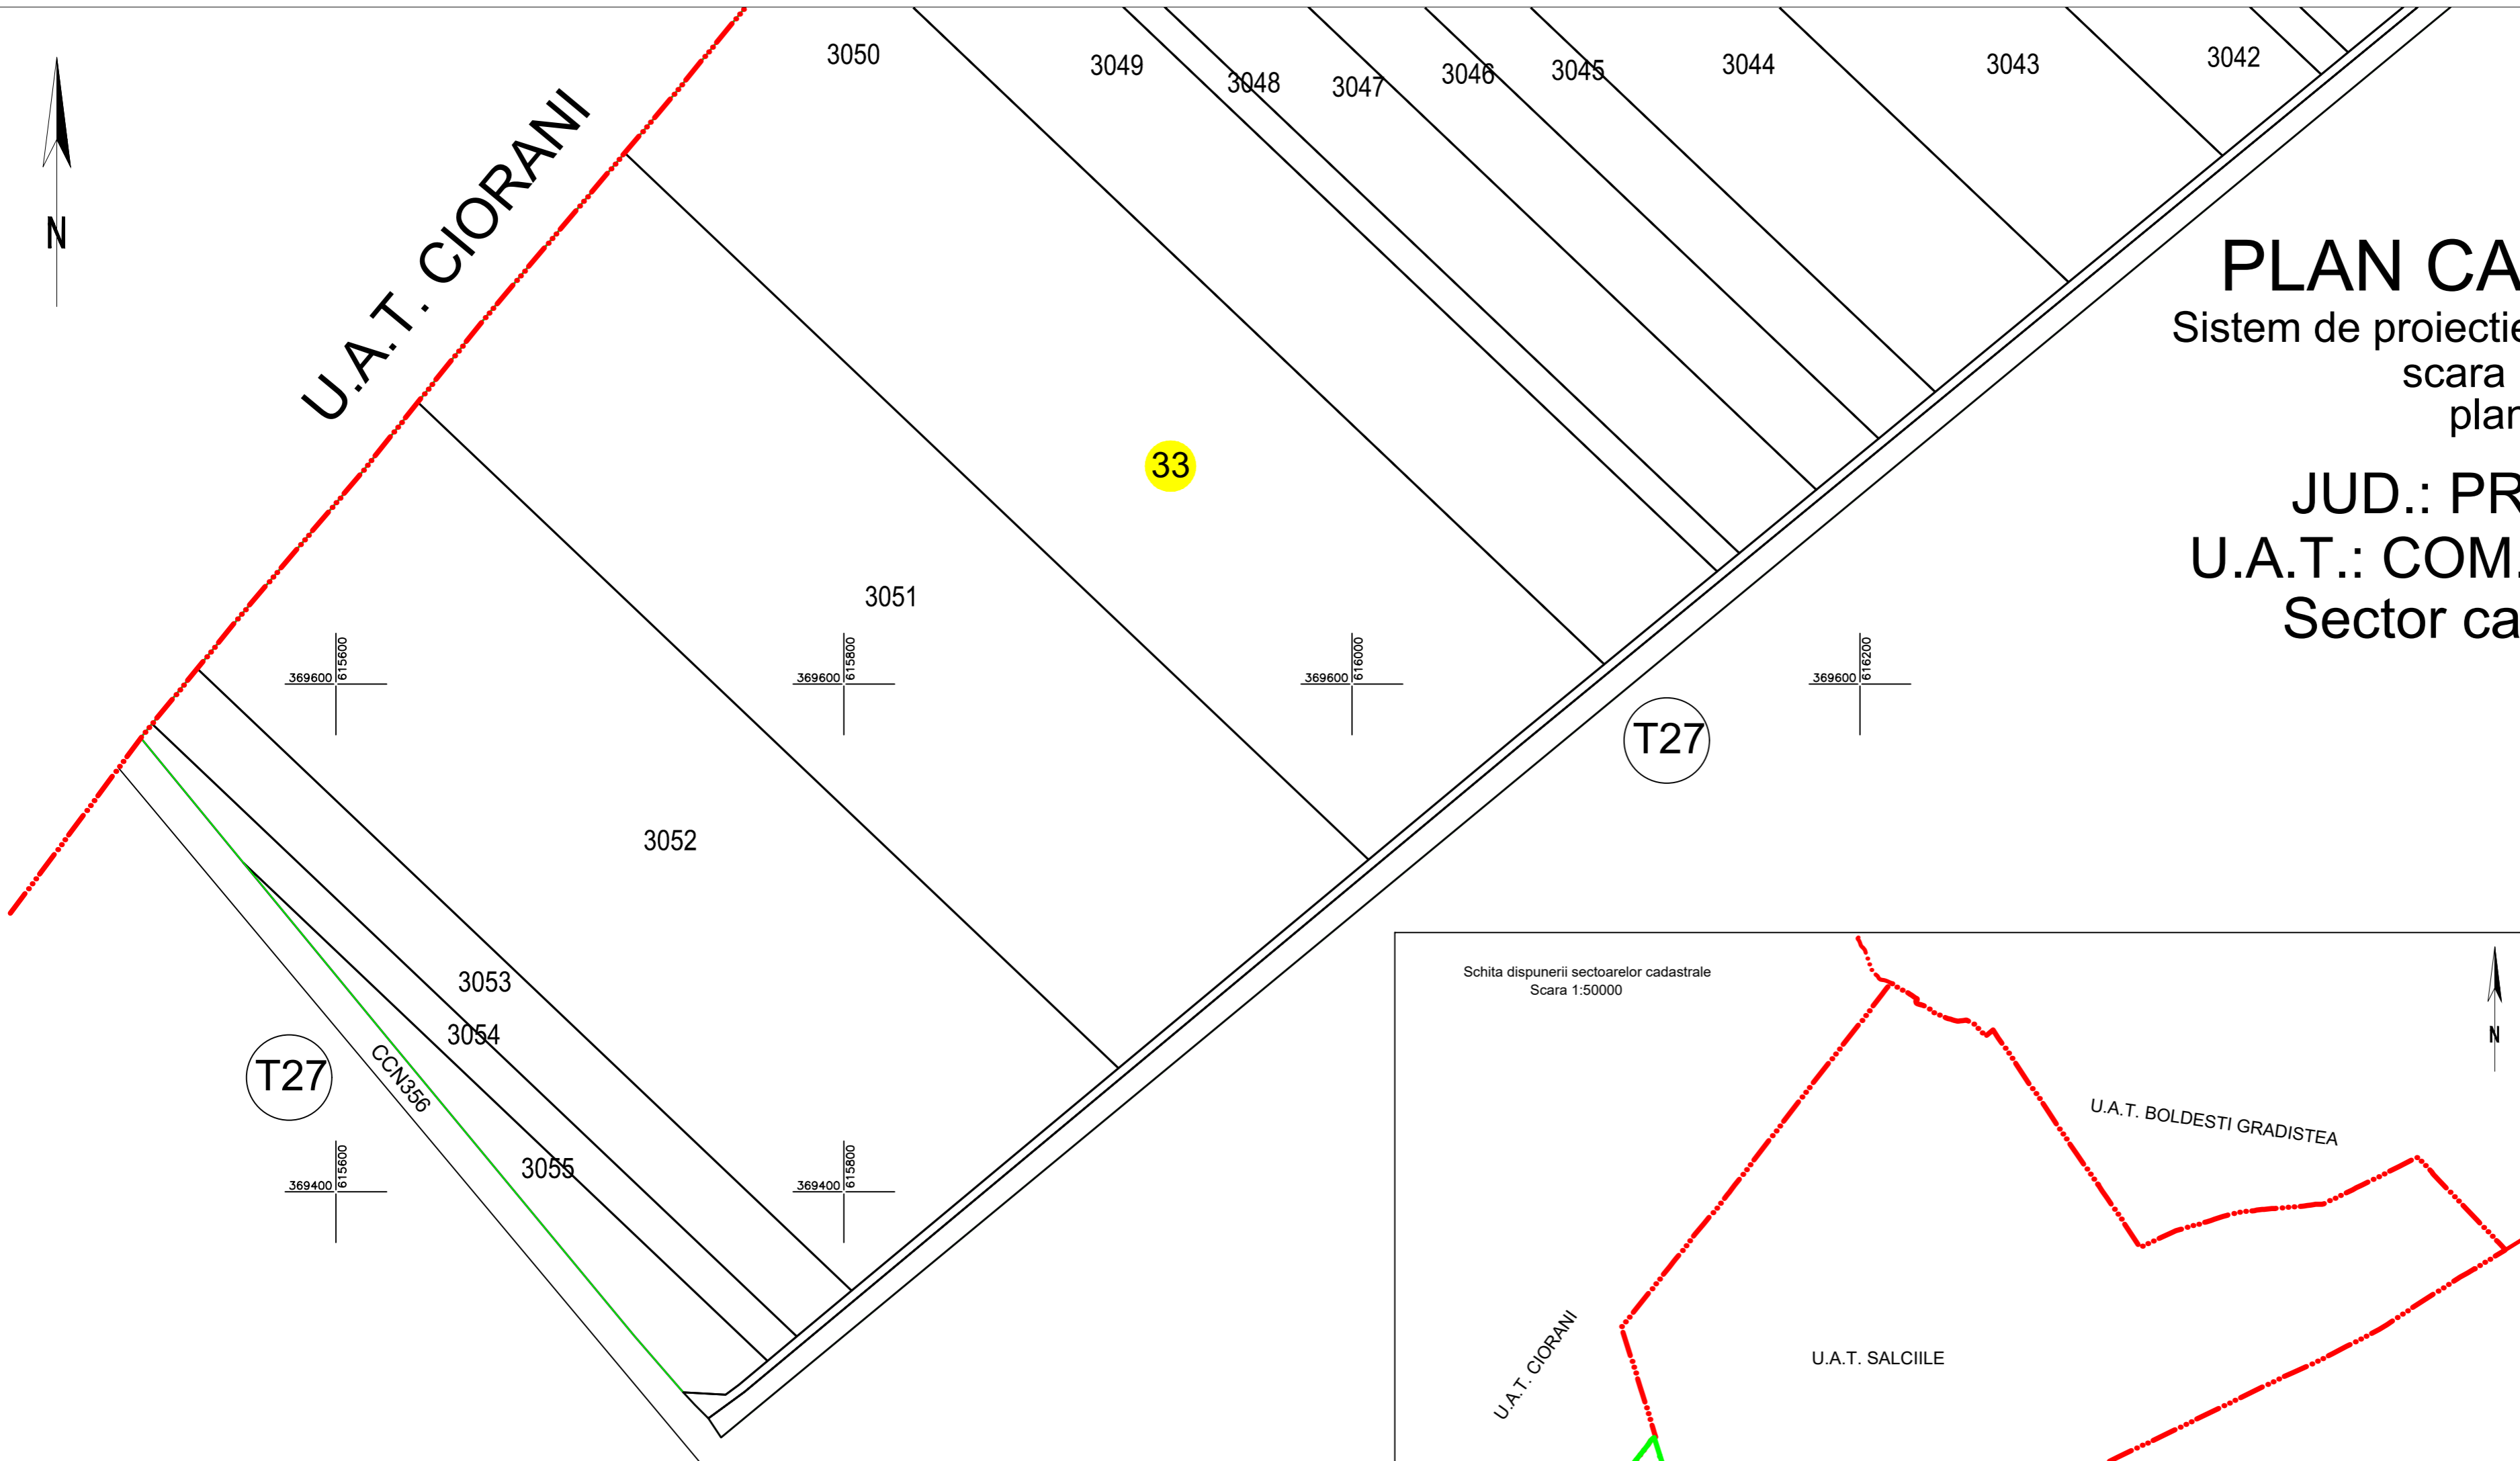 3050
3049
3048
3047
3046
3045
3044
3043
3042
N
U.A.T. CIORANI
PLAN CA
Sistem de proiectie
scara
plan
JUD.: PR
U.A.T.: COM.
Sector ca
33
3051
369600
615600
369600
615800
369600
616000
369600
616200
T27
3052
3053
3054
T27
CCN356
3055
369400
615600
369400
615800
Schita dispunerii sectoarelor cadastrale
Scara 1:50000
N
U.A.T. BOLDESTI GRADISTEA
U.A.T. CIORANI
U.A.T. SALCIILE